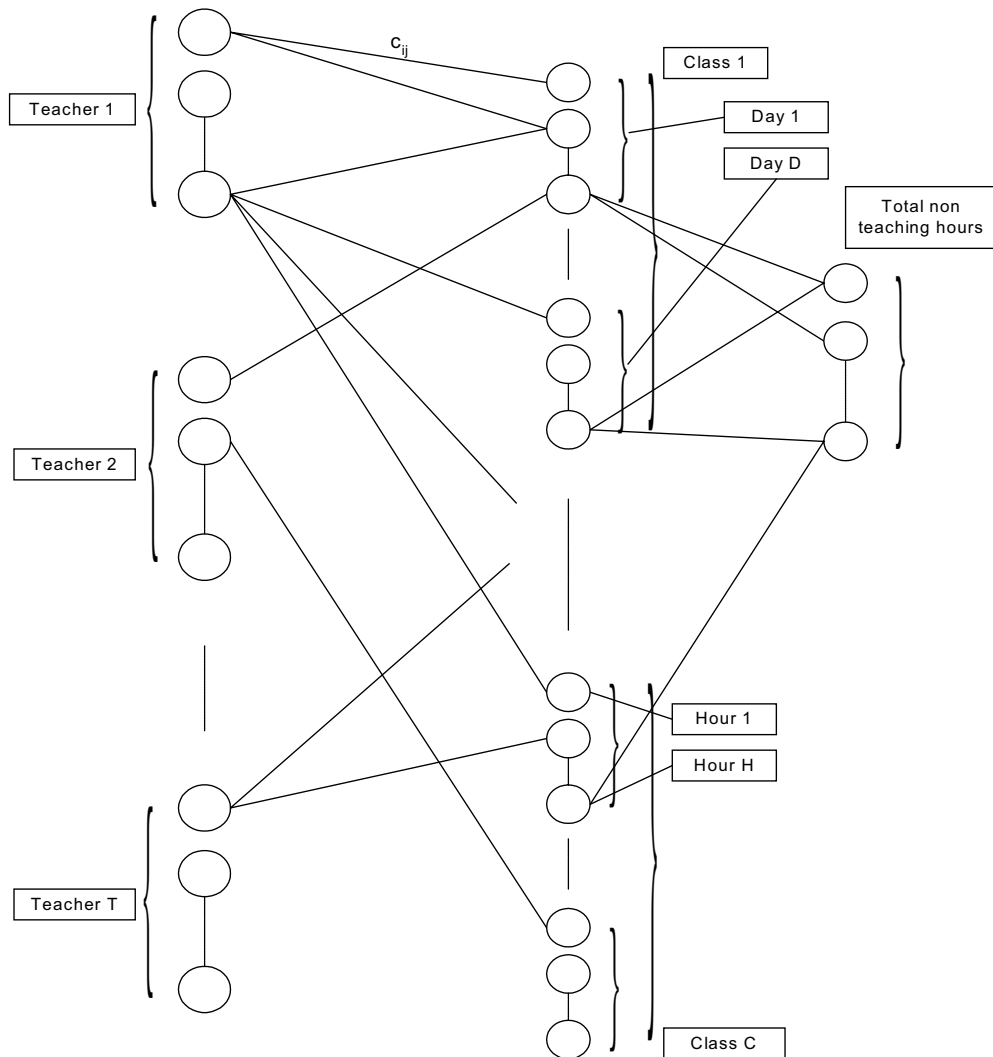 c_ij
Class 1
Teacher 1
Day 1
Day D
Total non
teaching hours
Teacher 2
Hour 1
Hour H
Teacher T
Class C